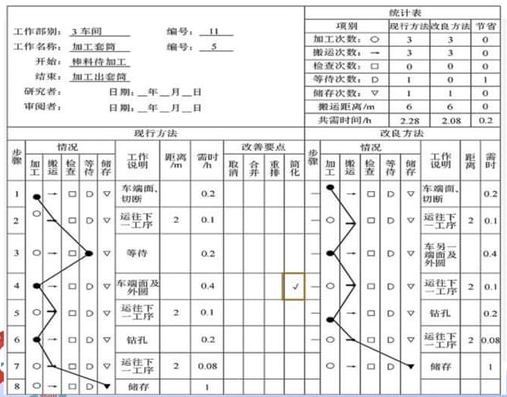 统计表
项别 现行方法 改良方法 节省
工作部别: 3 车间 编号: 11
加工次数: ○ 3 3 0
工作名称: 加工套筒 编号: 5
搬运次数: → 3 3 0
开始: 棒料待加工
检查次数: □ 0 0 0
结束: 加工出套筒
等待次数: D 1 0 1
研究者: 日期:__年__月__日
储存次数: ▽ 1 1 0
审阅者: 日期:__年__月__日
搬运距离/m 6 6 0
共需时间/h 2.28 2.08 0.2
现行方法 改良方法
步骤 情况 工作说明 距离/m 需时/h 改善要点 步骤 情况 工作说明 距离 需时
加工 搬运 检查 等待 储存 取消 合并 重排 简化 加工 搬运 检查 等待 储存
1 → □ D ▽ 车端面、切断 0.2 — → □ D ▽ 车端面、切断 0.2
2 ○ □ D ▽ 运往下一工序 2 0.1 — ○ □ D ▽ 运往下一工序 2 0.1
3 ○ → □ ▽ 等待 0.2 — → □ D ▽ 车另一端面及外圆 0.4
4 → □ D ▽ 车端面及外圆 0.4 √ — ○ □ D ▽ 运往下一工序 2 0.1
5 ○ □ D ▽ 运往下一工序 2 0.1 — → □ D ▽ 钻孔 0.2
6 → □ D ▽ 钻孔 0.2 — ○ □ D ▽ 运往下一工序 2 0.08
7 ○ □ D ▽ 运往下一工序 2 0.08 ○ → □ D 储存 1
8 ○ → □ D 储存 1